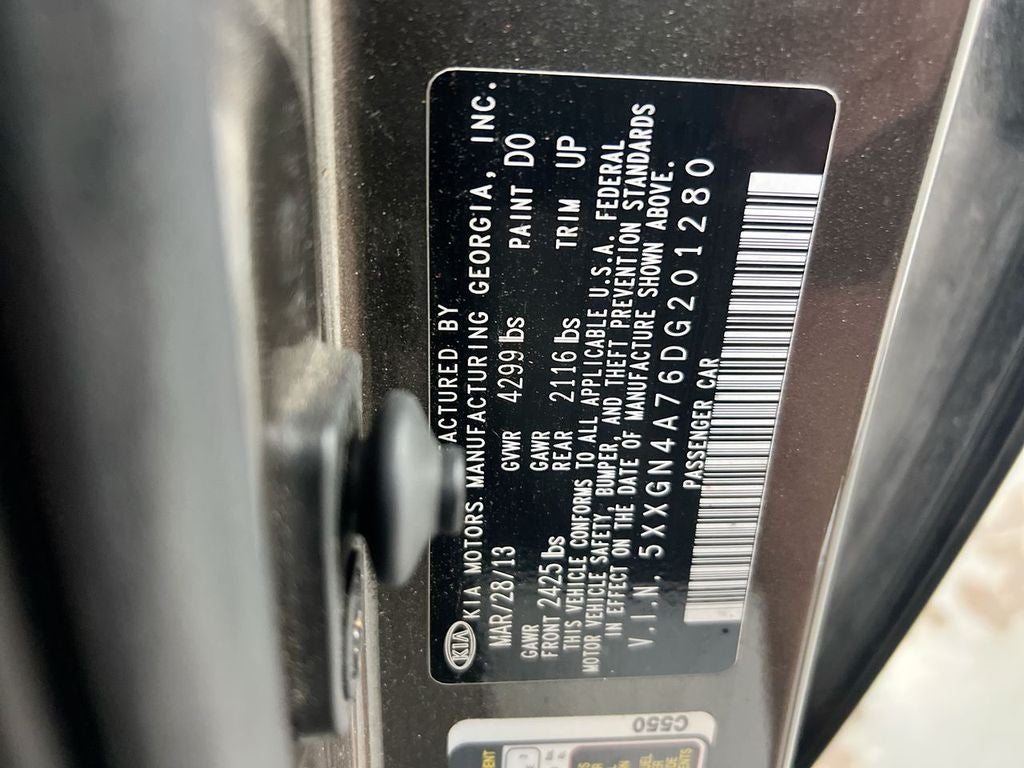 ACTURED BY
KIA KIA MOTORS MANUFACTURING GEORGIA, INC.
MAR/28/13 GVWR 4299 lbs PAINT DO
GAWR FRONT 2425 lbs GAWR REAR 2116 lbs TRIM UP
THIS VEHICLE CONFORMS TO ALL APPLICABLE U.S.A. FEDERAL
MOTOR VEHICLE SAFETY, BUMPER, AND THEFT PREVENTION STANDARDS
IN EFFECT ON THE DATE OF MANUFACTURE SHOWN ABOVE.
V.I.N. 5XXGN4A76DG201280
PASSENGER CAR
C550